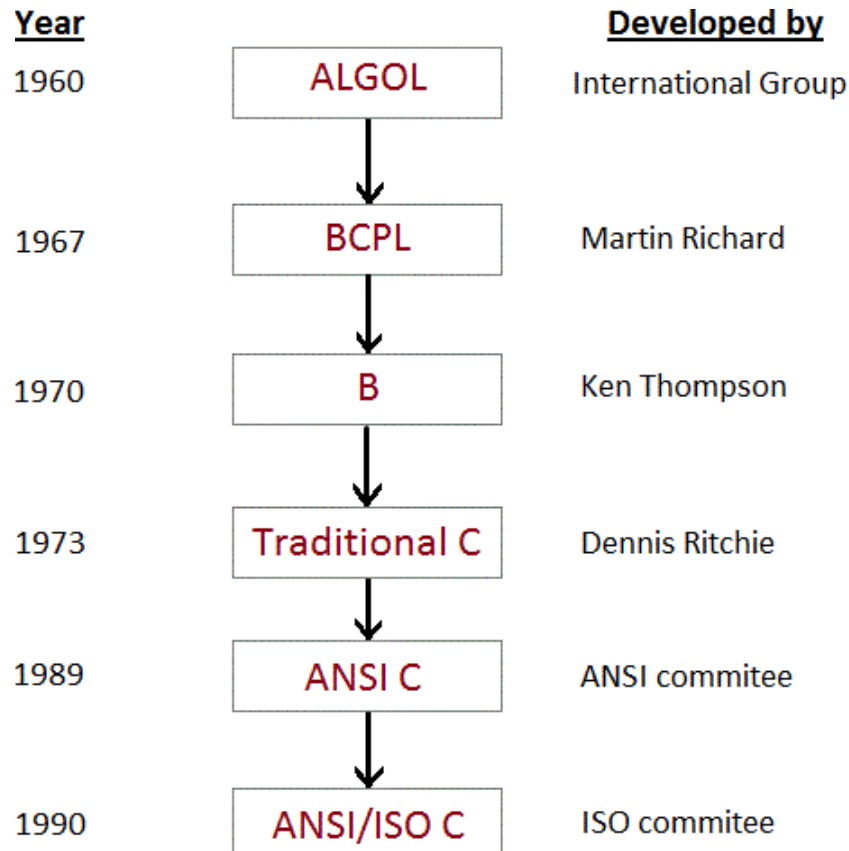 Year Developed by
1960 ALGOL International Group
1967 BCPL Martin Richard
1970 B Ken Thompson
1973 Traditional C Dennis Ritchie
1989 ANSI C ANSI commitee
1990 ANSI/ISO C ISO commitee